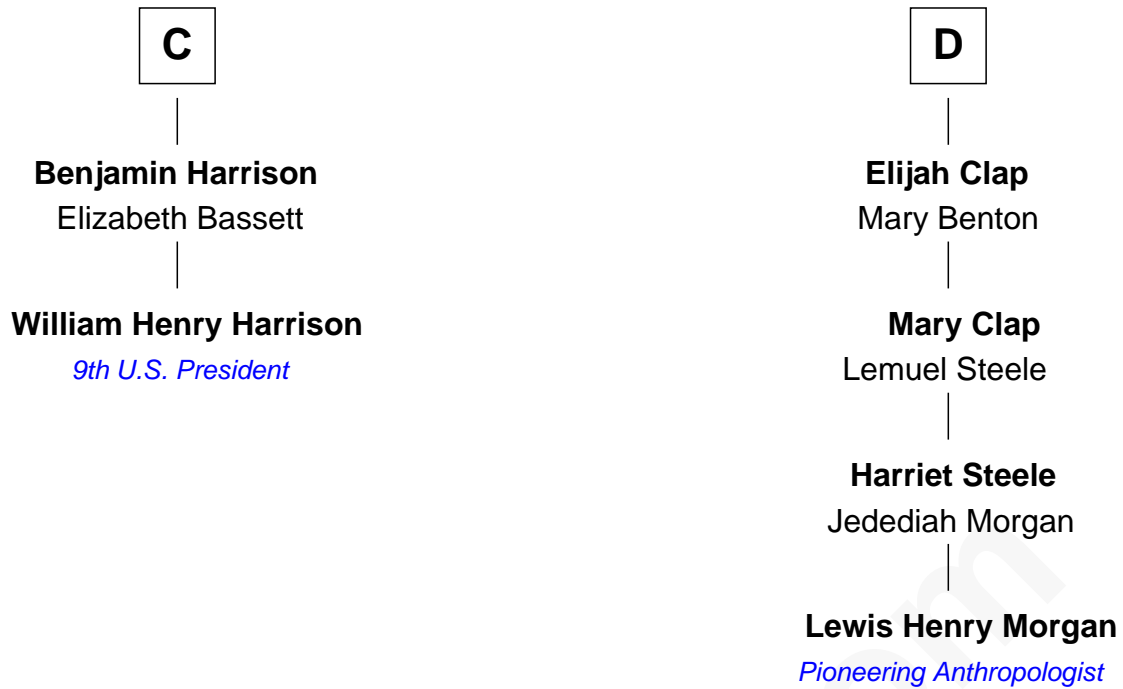 C
Benjamin Harrison
Elizabeth Bassett
William Henry Harrison
9th U.S. President
D
Elijah Clap
Mary Benton
Mary Clap
Lemuel Steele
Harriet Steele
Jedediah Morgan
Lewis Henry Morgan
Pioneering Anthropologist